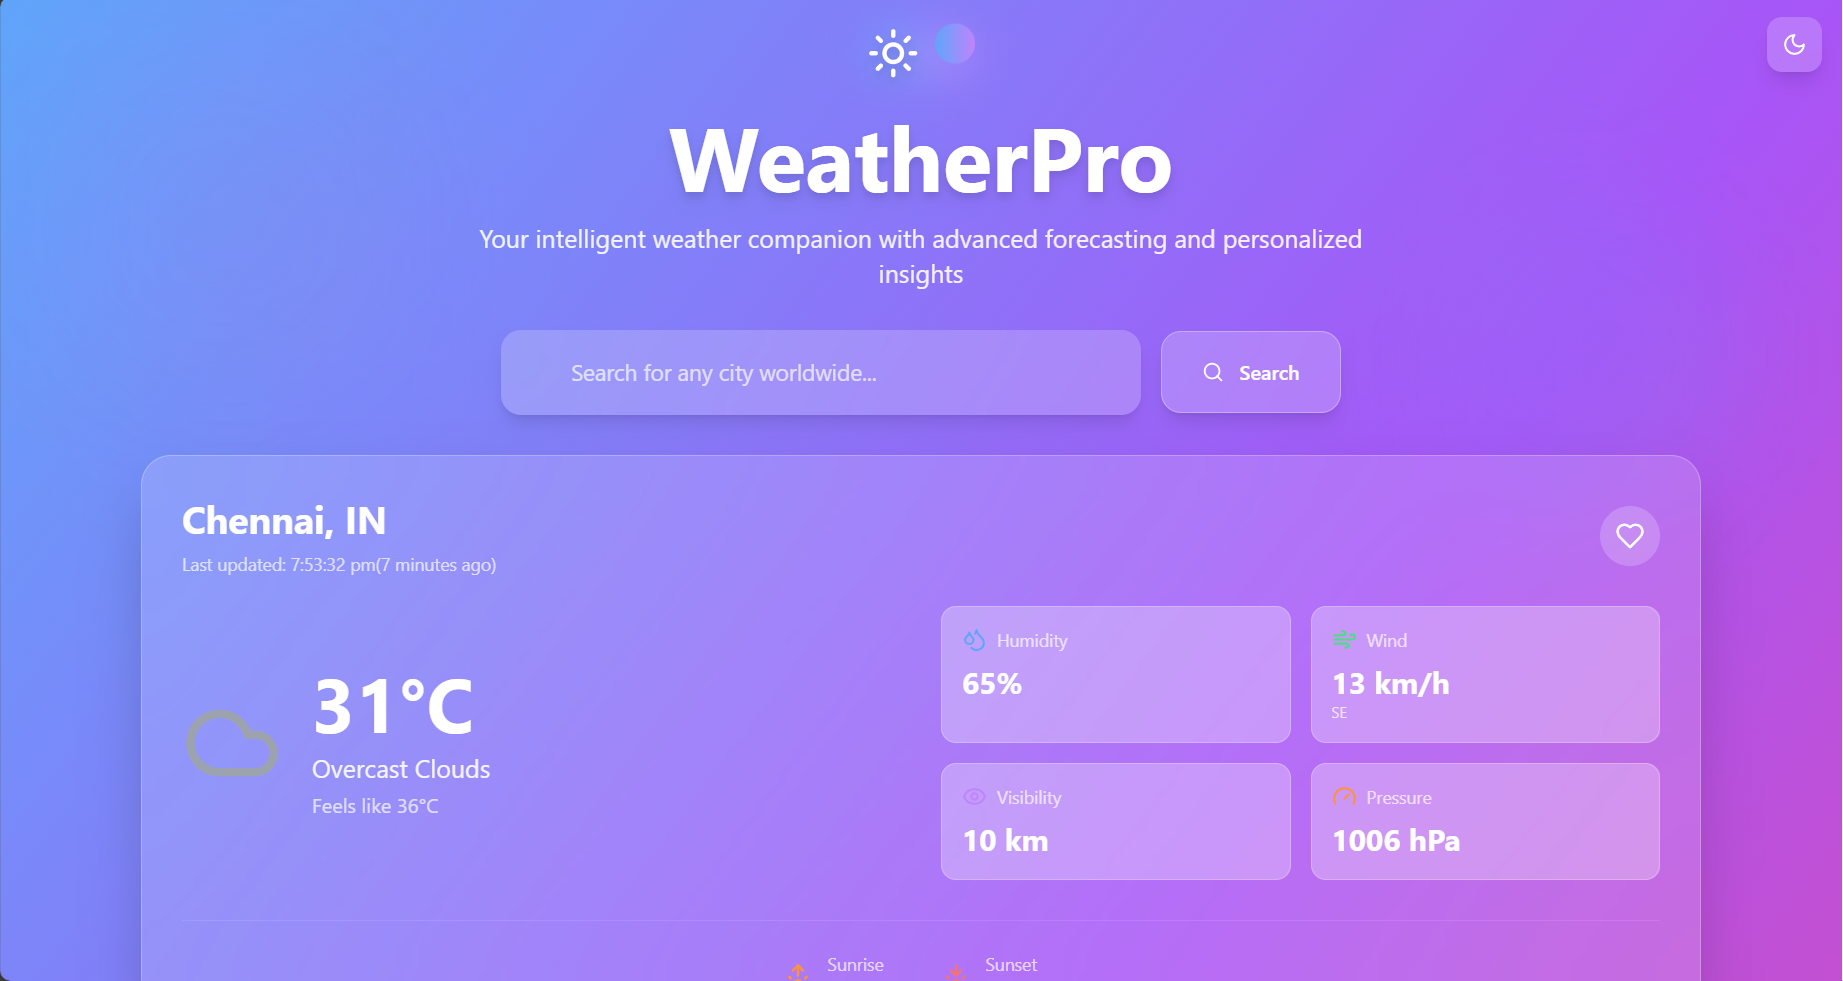 WeatherPro
Your intelligent weather companion with advanced forecasting and personalized
insights
Search for any city worldwide...
Search
Chennai, IN
Last updated: 7:53:32 pm(7 minutes ago)
31°C
Overcast Clouds
Feels like 36°C
Humidity
65%
Wind
13 km/h
SE
Visibility
10 km
Pressure
1006 hPa
Sunrise
Sunset